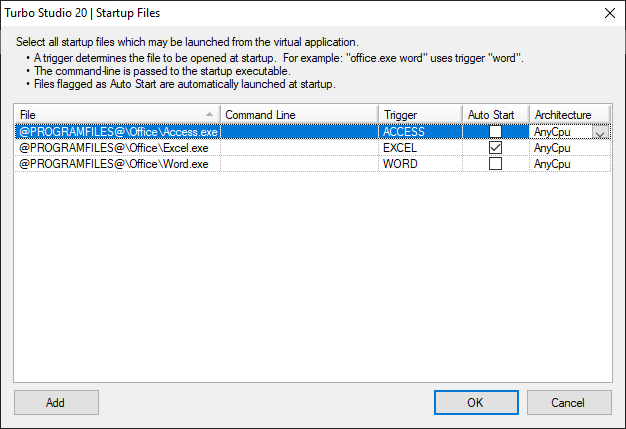 Turbo Studio 20 | Startup Files
Select all startup files which may be launched from the virtual application.
• A trigger determines the file to be opened at startup. For example: "office.exe word" uses trigger "word".
• The command-line is passed to the startup executable.
• Files flagged as Auto Start are automatically launched at startup.
File Command Line Trigger Auto Start Architecture
@PROGRAMFILES@\Office\Access.exe ACCESS AnyCpu
@PROGRAMFILES@\Office\Excel.exe EXCEL AnyCpu
@PROGRAMFILES@\Office\Word.exe WORD AnyCpu
Add OK Cancel